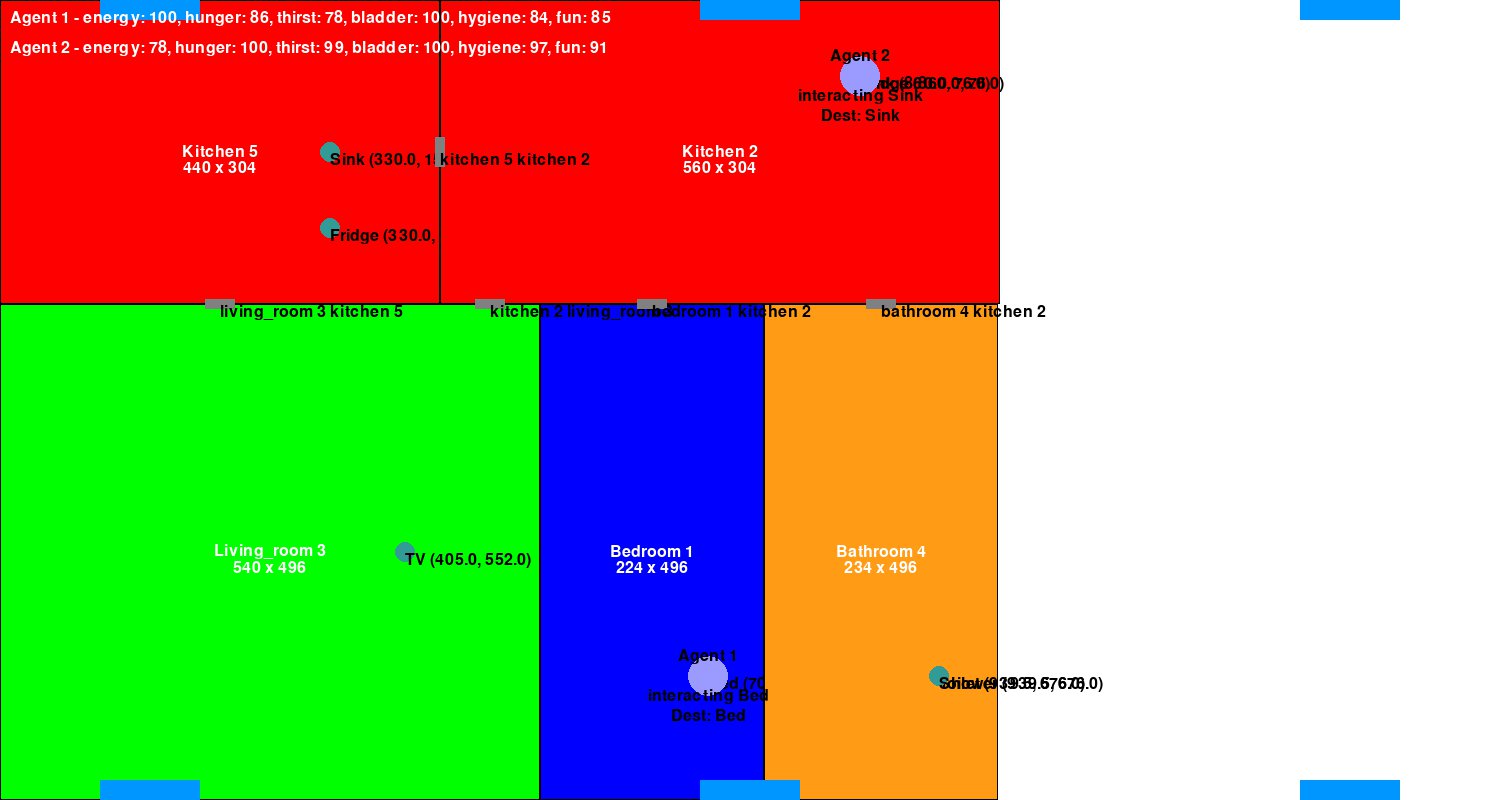 Agent 1 - energy: 100, hunger: 86, thirst: 78, bladder: 100, hygiene: 84, fun: 85
Agent 2 - energy: 78, hunger: 100, thirst: 99, bladder: 100, hygiene: 97, fun: 91
Agent 2
interacting Sink
Dest: Sink
Kitchen 5
440 x 304
Sink (330.0,
kitchen 5 kitchen 2
Kitchen 2
560 x 304
Fridge (330.0,
living_room 3 kitchen 5
kitchen 2 living_room 3
bedroom 1 kitchen 2
bathroom 4 kitchen 2
Living_room 3
540 x 496
TV (405.0, 552.0)
Bedroom 1
224 x 496
Bathroom 4
234 x 496
Agent 1
interacting Bed
Dest: Bed